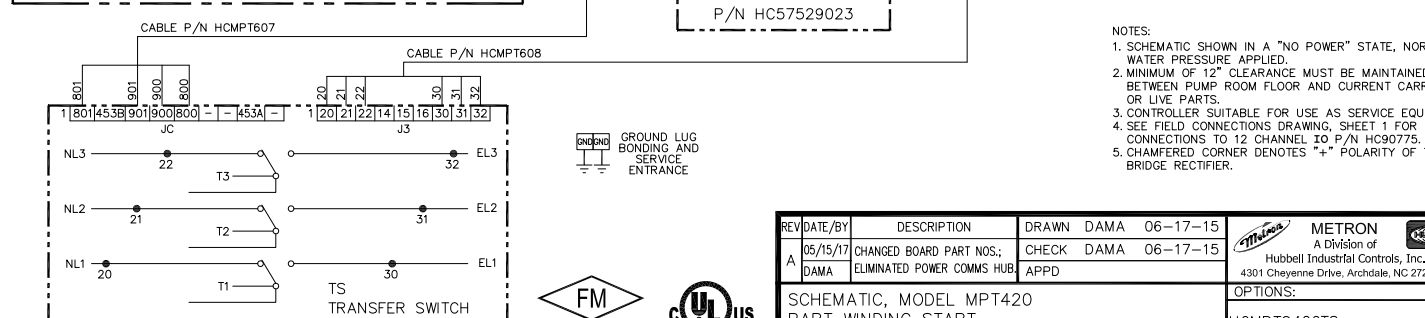 P/N HC57529023
CABLE P/N HCMPT607
CABLE P/N HCMPT608
801 901 900 800
20 21 22 30 31 32
1 801 453B 901 900 800 - - 453A -
JC
1 20 21 22 14 15 16 30 31 32
J3
NL3
22
T3
32
EL3
NL2
21
T2
31
EL2
NL1
20
T1
30
EL1
TS
TRANSFER SWITCH
GND GND
GROUND LUG
BONDING AND
SERVICE
ENTRANCE
FM
c UL us
NOTES:
1. SCHEMATIC SHOWN IN A "NO POWER" STATE, NOR
WATER PRESSURE APPLIED.
2. MINIMUM OF 12" CLEARANCE MUST BE MAINTAINED
BETWEEN PUMP ROOM FLOOR AND CURRENT CARR
OR LIVE PARTS.
3. CONTROLLER SUITABLE FOR USE AS SERVICE EQU
4. SEE FIELD CONNECTIONS DRAWING, SHEET 1 FOR
CONNECTIONS TO 12 CHANNEL IO P/N HC90775.
5. CHAMFERED CORNER DENOTES "+" POLARITY OF
BRIDGE RECTIFIER.
REV DATE/BY DESCRIPTION
A 05/15/17 CHANGED BOARD PART NOS.;
DAMA ELIMINATED POWER COMMS HUB.
DRAWN DAMA 06-17-15
CHECK DAMA 06-17-15
APPD
Metron
METRON
A Division of
Hubbell Industrial Controls, Inc.
4301 Cheyenne Drive, Archdale, NC 272
SCHEMATIC, MODEL MPT420
PART WINDING START
OPTIONS: